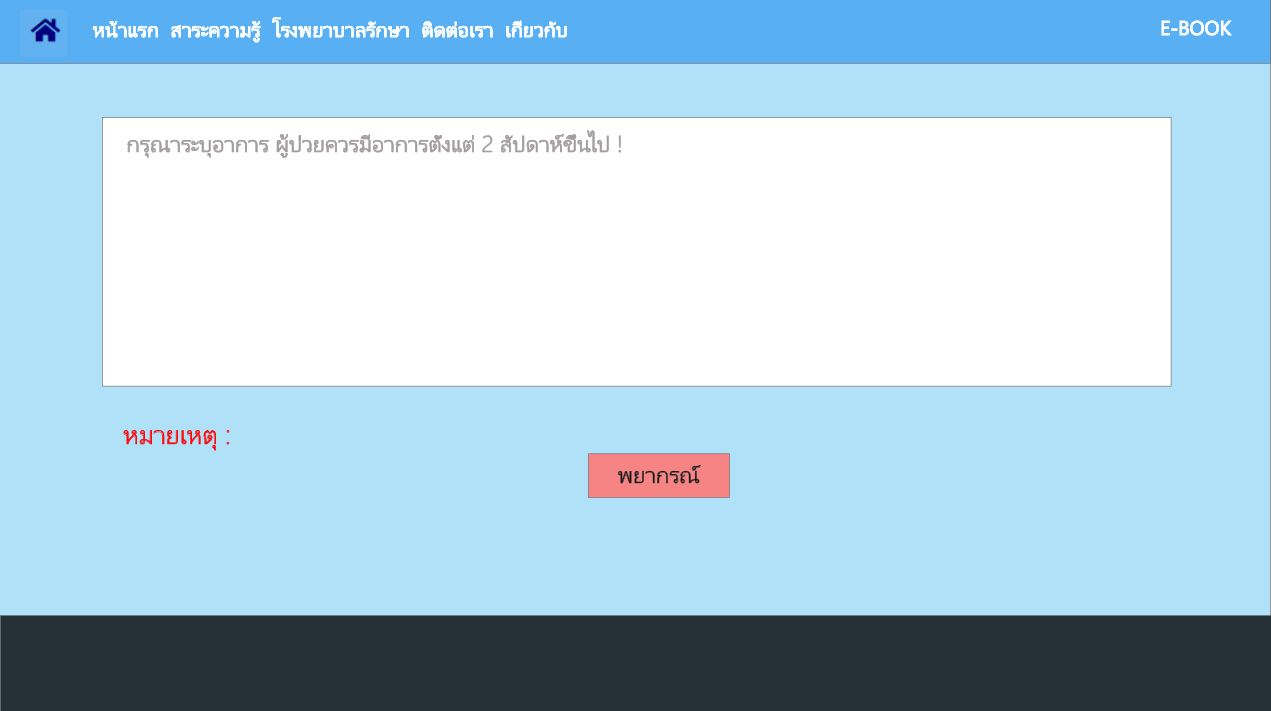 หน้าแรก สาระความรู้ โรงพยาบาลรักษา ติดต่อเรา เกี่ยวกับ E-BOOK
กรุณาระบุอาการ ผู้ป่วยควรมีอาการตั้งแต่ 2 สัปดาห์ขึ้นไป !
หมายเหตุ :
พยากรณ์